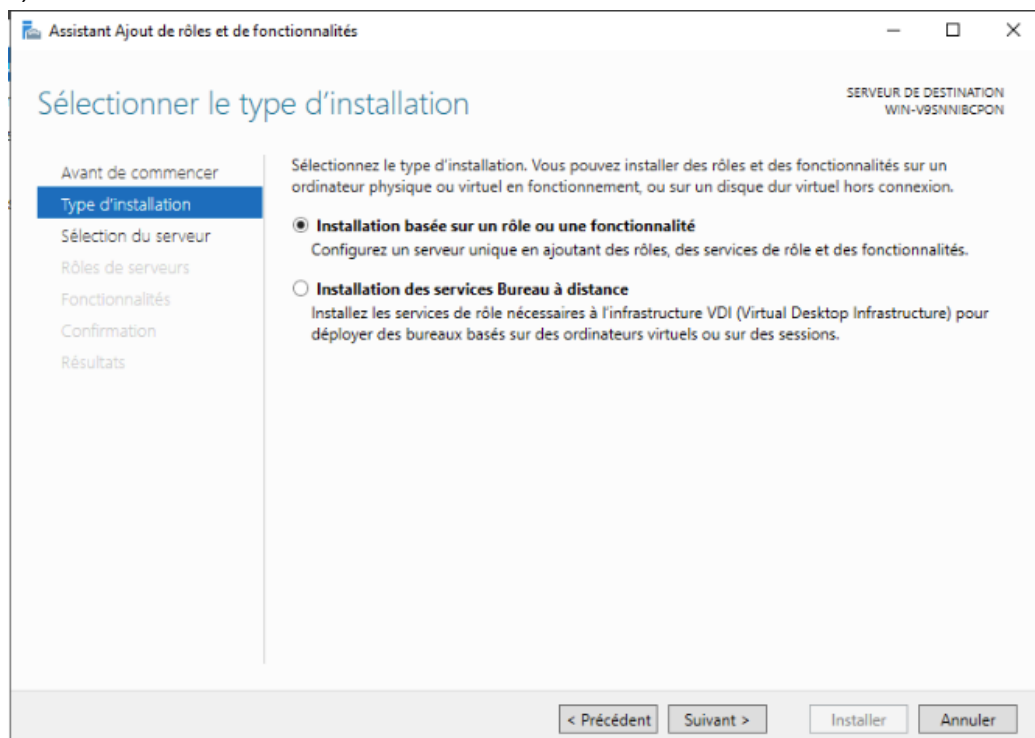 Assistant Ajout de rôles et de fonctionnalités
Sélectionner le type d'installation
SERVEUR DE DESTINATION
WIN-V9SNNIBCPON
Avant de commencer
Type d'installation
Sélection du serveur
Rôles de serveurs
Fonctionnalités
Confirmation
Résultats
Sélectionnez le type d'installation. Vous pouvez installer des rôles et des fonctionnalités sur un
ordinateur physique ou virtuel en fonctionnement, ou sur un disque dur virtuel hors connexion.
Installation basée sur un rôle ou une fonctionnalité
Configurez un serveur unique en ajoutant des rôles, des services de rôle et des fonctionnalités.
Installation des services Bureau à distance
Installez les services de rôle nécessaires à l'infrastructure VDI (Virtual Desktop Infrastructure) pour
déployer des bureaux basés sur des ordinateurs virtuels ou sur des sessions.
< Précédent Suivant > Installer Annuler